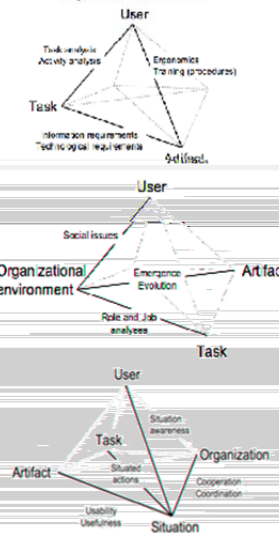 User
Task analysis
Activity analysis
Ergonomics
Training (procedures)
Task
Information requirements
Technological requirements
Artifact
User
Social issues
Organizational
environment
Emergence
Evolution
Artifac
Role and Job
analyses
Task
User
Situation
awareness
Task
Organization
Artifact
Situated
actions
Cooperation
Coordination
Usability
Usefulness
Situation